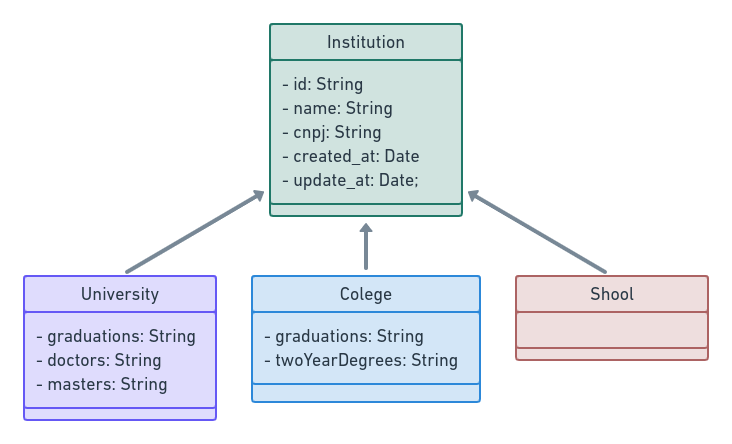 Institution
- id: String
- name: String
- cnpj: String
- created_at: Date
- update_at: Date;
University
- graduations: String
- doctors: String
- masters: String
Colege
- graduations: String
- twoYearDegrees: String
Shool